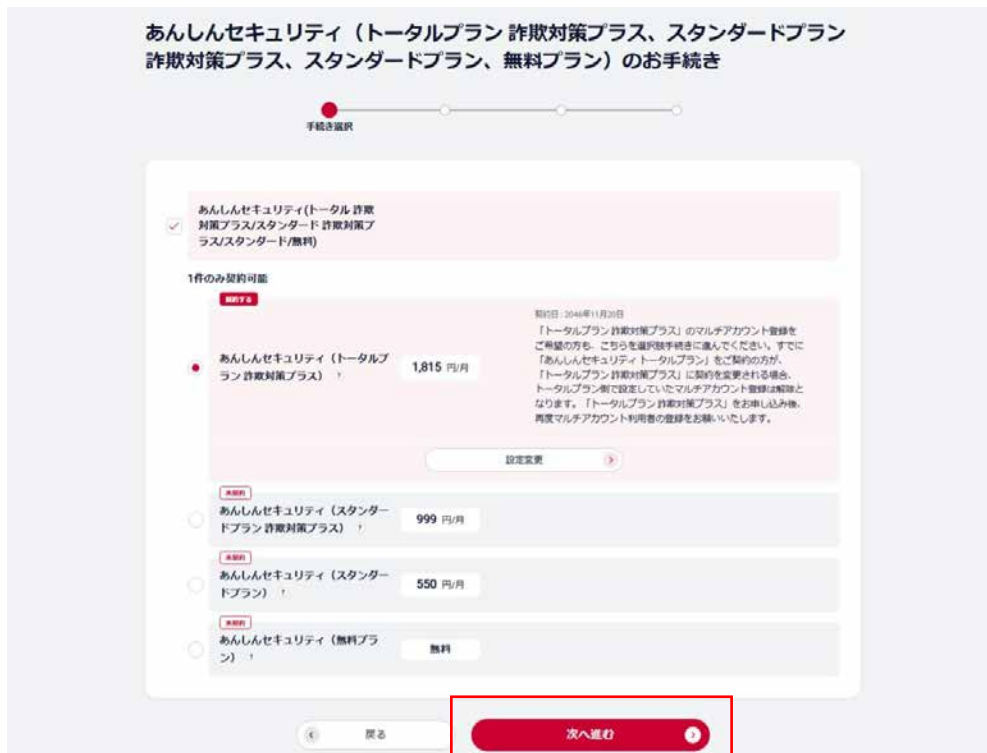 あんしんセキュリティ（トータルプラン 詐欺対策プラス、スタンダードプラン
詐欺対策プラス、スタンダードプラン、無料プラン）のお手続き
手続き選択
あんしんセキュリティ(トータル 詐欺
対策プラス/スタンダード 詐欺対策プ
ラス/スタンダード/無料)
1件のみ契約可能
契約する
契約日：2046年11月20日
「トータルプラン 詐欺対策プラス」のマルチアカウント登録を
ご希望の方も、こちらを選択肢手続きに進んでください。すでに
「あんしんセキュリティ トータルプラン」をご契約の方が、
「トータルプラン 詐欺対策プラス」に契約を変更される場合、
トータルプラン側で設定していたマルチアカウント登録は解除と
なります。「トータルプラン 詐欺対策プラス」をお申し込み後、
再度マルチアカウント利用者の登録をお願いいたします。
あんしんセキュリティ（トータルプ
ラン 詐欺対策プラス） ?
1,815 円/月
設定変更
未契約
あんしんセキュリティ（スタンダー
ドプラン 詐欺対策プラス） ?
999 円/月
未契約
あんしんセキュリティ（スタンダー
ドプラン） ?
550 円/月
未契約
あんしんセキュリティ（無料プラ
ン） ?
無料
戻る
次へ進む